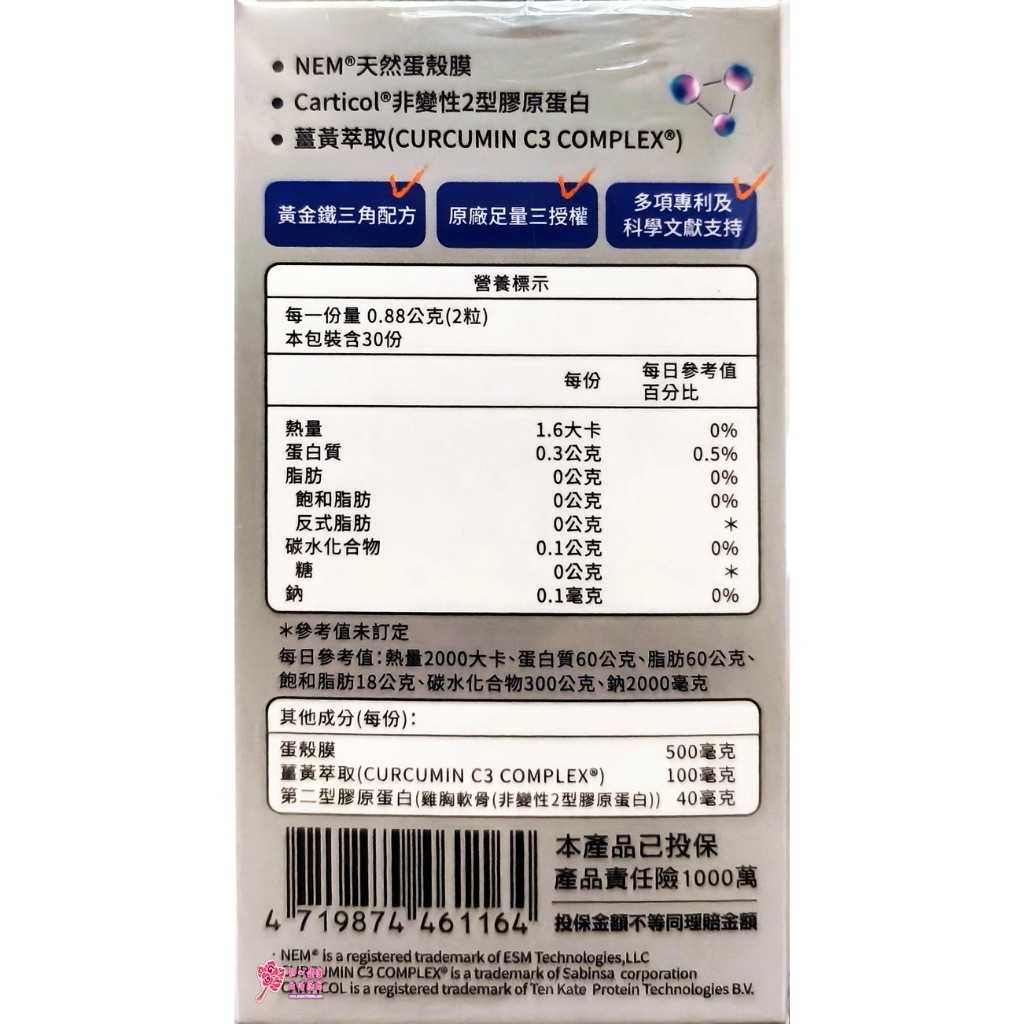 ● NEM®天然蛋殼膜
● Carticol®非變性2型膠原蛋白
● 薑黃萃取(CURCUMIN C3 COMPLEX®)
黃金鐵三角配方
原廠足量三授權
多項專利及
科學文獻支持
營養標示
每一份量 0.88公克(2粒)
本包裝含30份
每份 每日參考值
百分比
熱量 1.6大卡 0%
蛋白質 0.3公克 0.5%
脂肪 0公克 0%
飽和脂肪 0公克 0%
反式脂肪 0公克 ＊
碳水化合物 0.1公克 0%
糖 0公克 ＊
鈉 0.1毫克 0%
＊參考值未訂定
每日參考值：熱量2000大卡、蛋白質60公克、脂肪60公克、
飽和脂肪18公克、碳水化合物300公克、鈉2000毫克
其他成分(每份)：
蛋殼膜 500毫克
薑黃萃取(CURCUMIN C3 COMPLEX®) 100毫克
第二型膠原蛋白(雞胸軟骨(非變性2型膠原蛋白)) 40毫克
4 719874 461164
本產品已投保
產品責任險1000萬
投保金額不等同理賠金額
NEM® is a registered trademark of ESM Technologies,LLC
CURCUMIN C3 COMPLEX® is a trademark of Sabinsa corporation
CARTICOL is a registered trademark of Ten Kate Protein Technologies B.V.